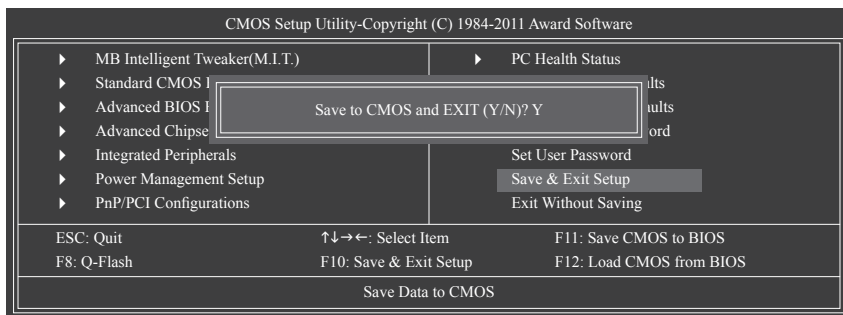 CMOS Setup Utility-Copyright (C) 1984-2011 Award Software
MB Intelligent Tweaker(M.I.T.)
Standard CMOS
Advanced BIOS
Advanced
Integrated Peripherals
Power Management Setup
PnP/PCI Configurations
PC Health Status
Set User Password
Save & Exit Setup
Exit Without Saving
Save to CMOS and EXIT (Y/N)? Y
ESC: Quit
↑↓→←: Select Item
F11: Save CMOS to BIOS
F8: Q-Flash
F10: Save & Exit Setup
F12: Load CMOS from BIOS
Save Data to CMOS